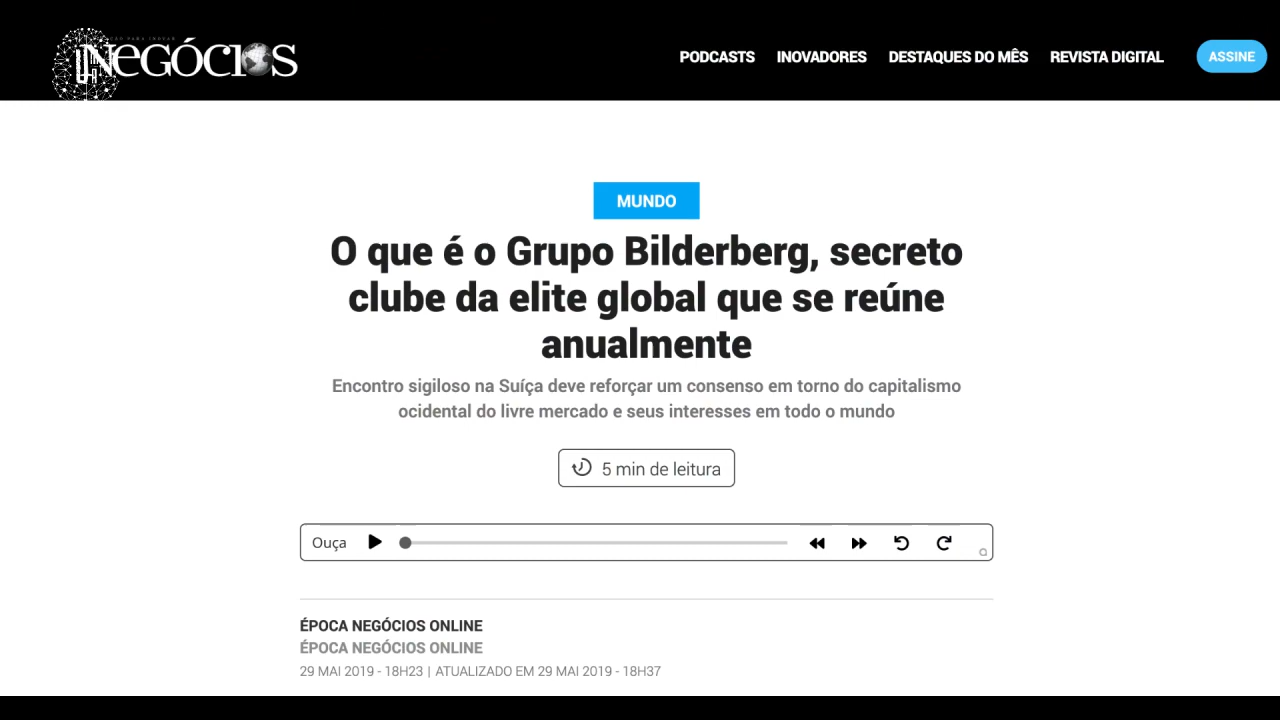 NEGÓCIOS
PODCASTS INOVADORES DESTAQUES DO MÊS REVISTA DIGITAL ASSINE
MUNDO
O que é o Grupo Bilderberg, secreto
clube da elite global que se reúne
anualmente
Encontro sigiloso na Suíça deve reforçar um consenso em torno do capitalismo
ocidental do livre mercado e seus interesses em todo o mundo
5 min de leitura
Ouça
ÉPOCA NEGÓCIOS ONLINE
ÉPOCA NEGÓCIOS ONLINE
29 MAI 2019 - 18H23 | ATUALIZADO EM 29 MAI 2019 - 18H37